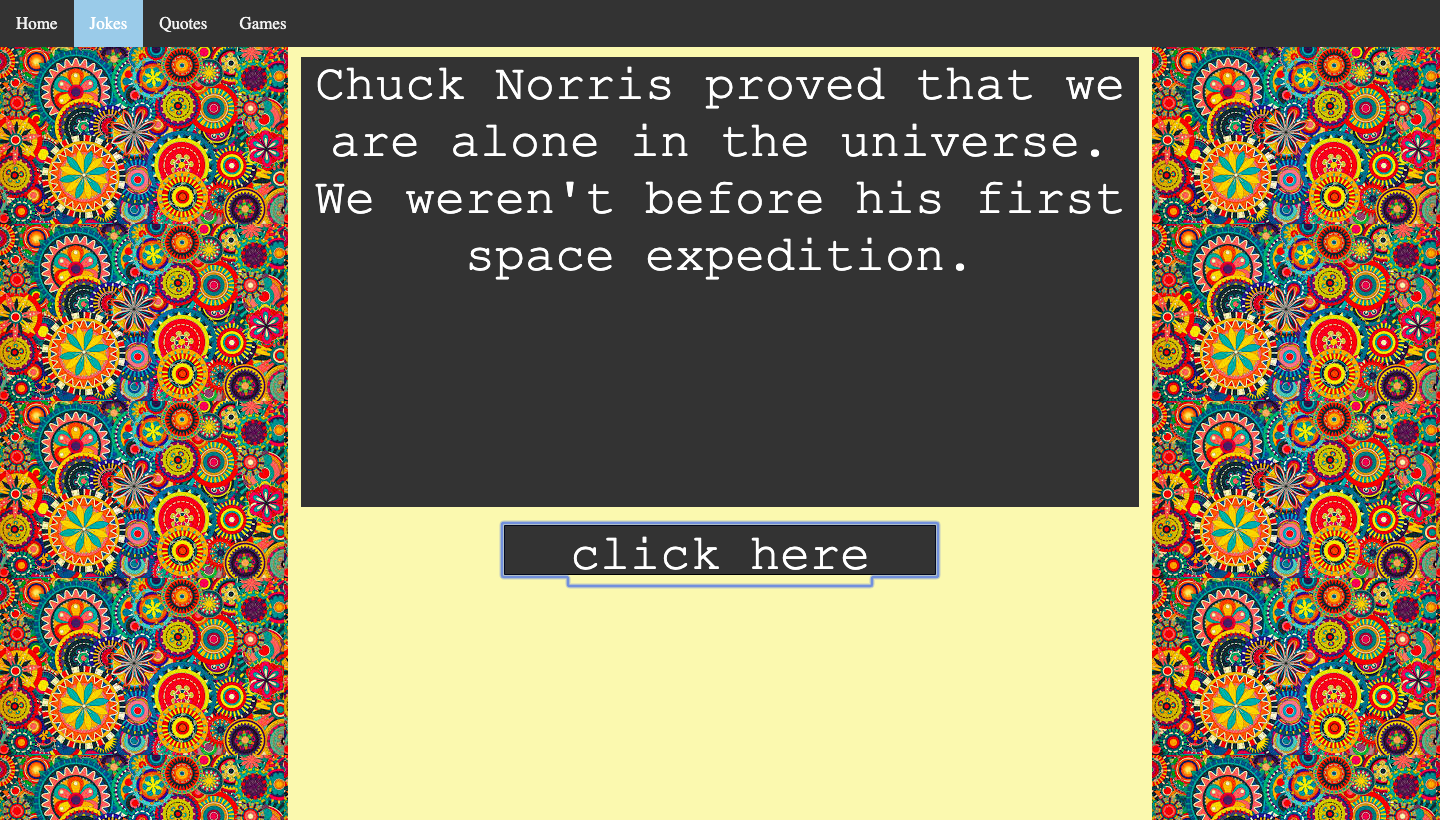 Home Jokes Quotes Games
Chuck Norris proved that we
are alone in the universe.
We weren't before his first
space expedition.
click here